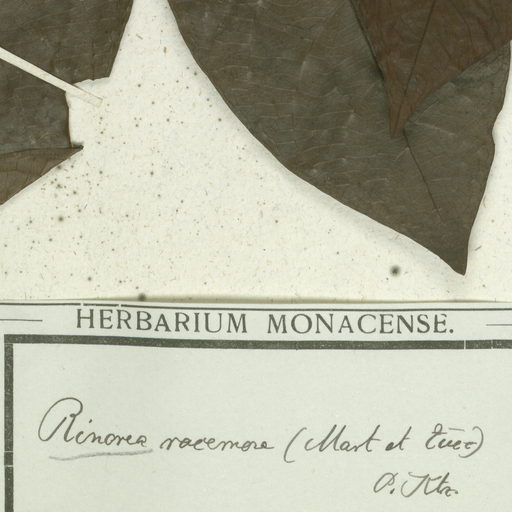 HERBARIUM MONACENSE.
Rinorea racemosa (Mart et Zucc)
O. Ktz.